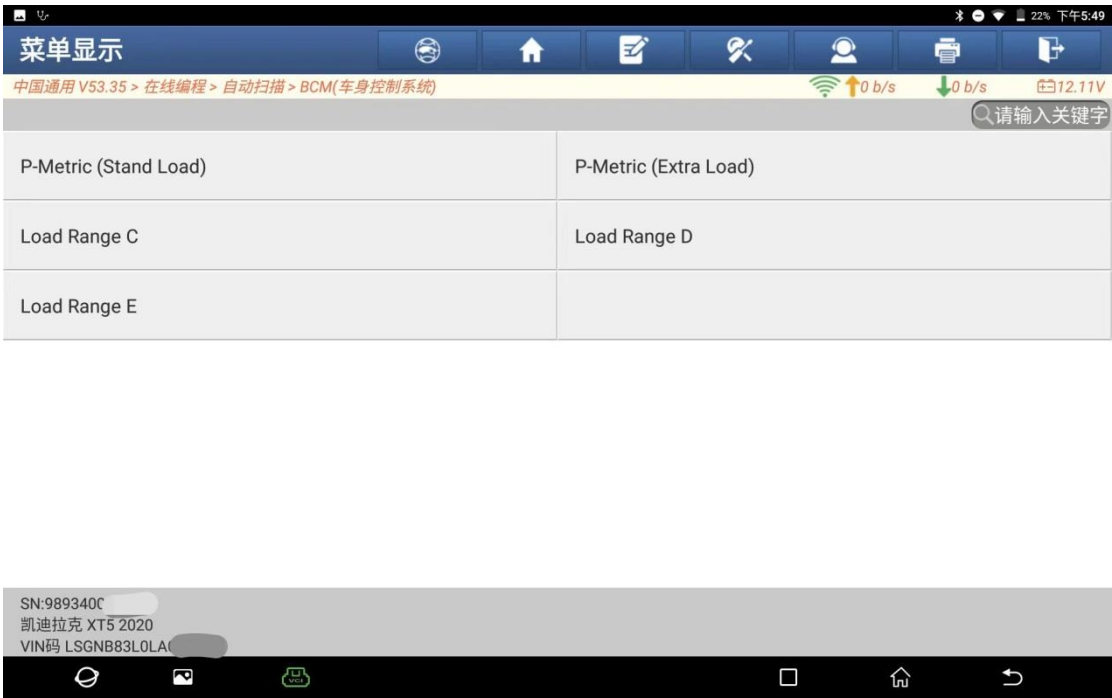 22% 下午5:49
菜单显示
中国通用 V53.35 > 在线编程 > 自动扫描 > BCM(车身控制系统)
0 b/s 0 b/s 12.11V
请输入关键字
P-Metric (Stand Load) P-Metric (Extra Load)
Load Range C Load Range D
Load Range E
SN:9893400
凯迪拉克 XT5 2020
VIN码 LSGNB83L0LA
VCI